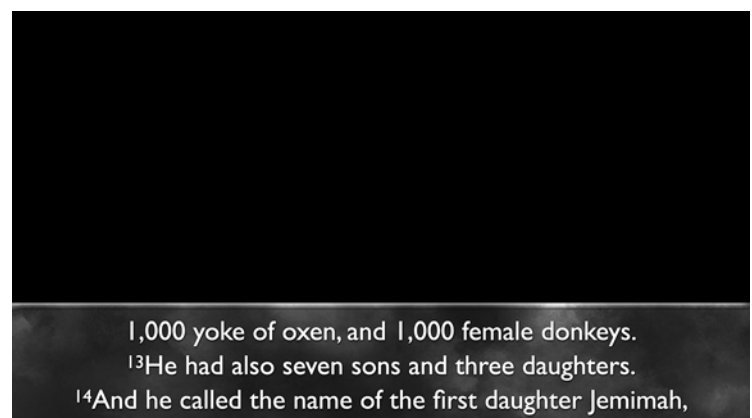 1,000 yoke of oxen, and 1,000 female donkeys.
¹³He had also seven sons and three daughters.
¹⁴And he called the name of the first daughter Jemimah,